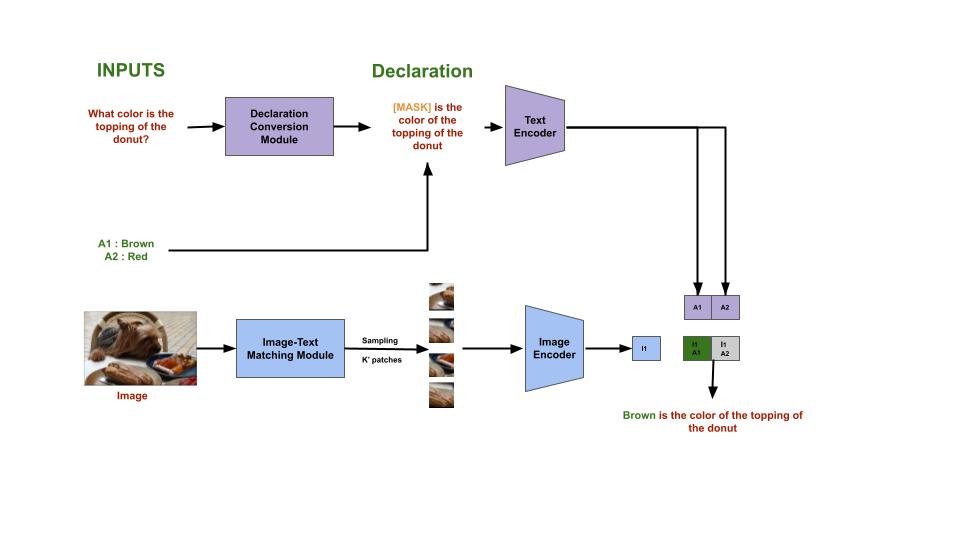 INPUTS
Declaration
What color is the
topping of the
donut?
Declaration
Conversion
Module
[MASK] is the
color of the
topping of the
donut
Text
Encoder
A1 : Brown
A2 : Red
A1
A2
Image
Image-Text
Matching Module
Sampling
K' patches
Image
Encoder
I1
I1
A1
I1
A2
Brown is the color of the topping of
the donut